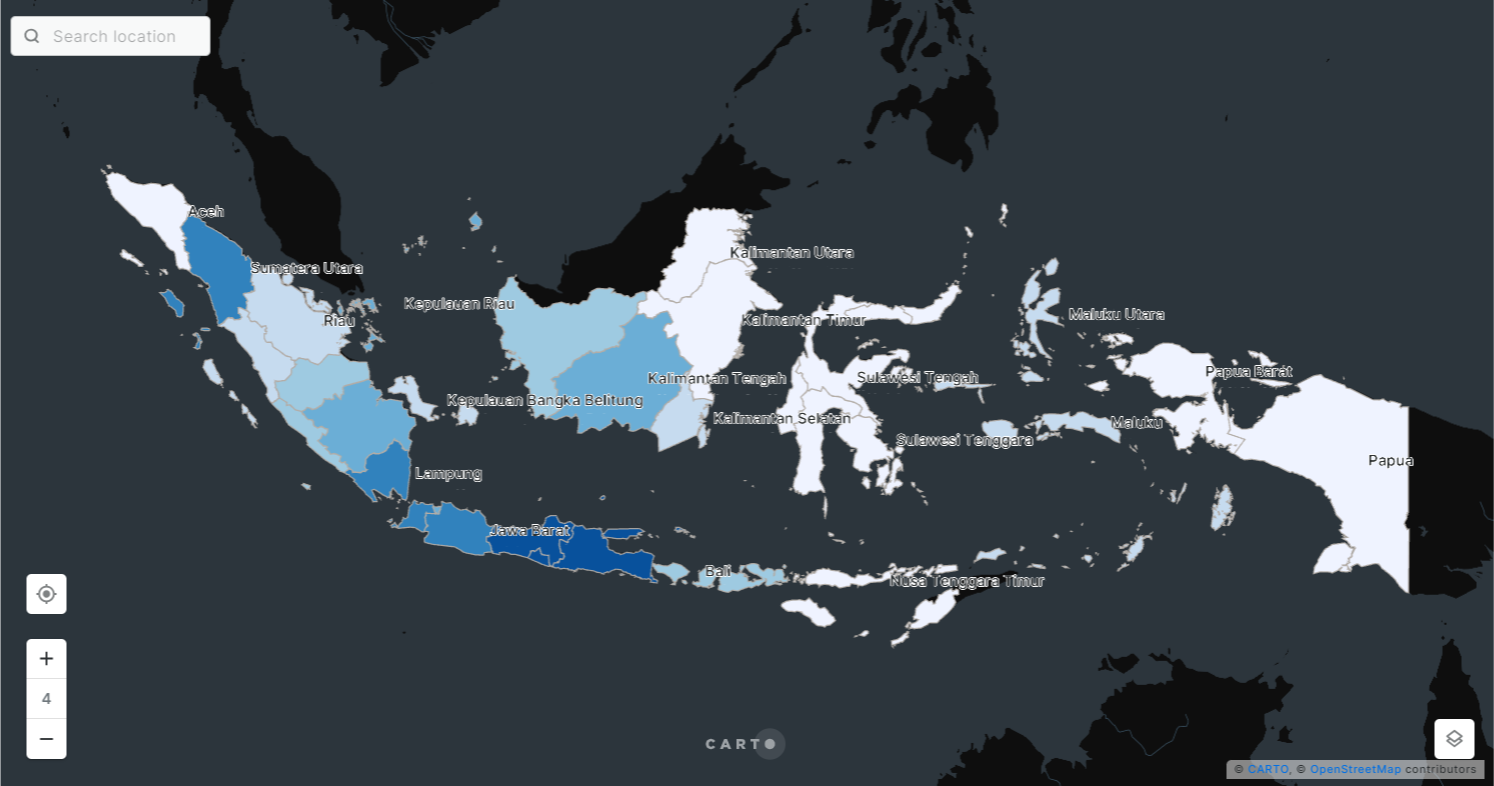 Search location
Aceh
Kalimantan Utara
Sumatera Utara
Kepulauan Riau
Maluku Utara
Riau
Kalimantan Timur
Papua Barat
Kalimantan Tengah
Sulawesi Tengah
Kepulauan Bangka Belitung
Kalimantan Selatan
Maluku
Sulawesi Tenggara
Papua
Lampung
Jawa Barat
Bali
Nusa Tenggara Timur
+
4
−
CARTO
© CARTO, © OpenStreetMap contributors